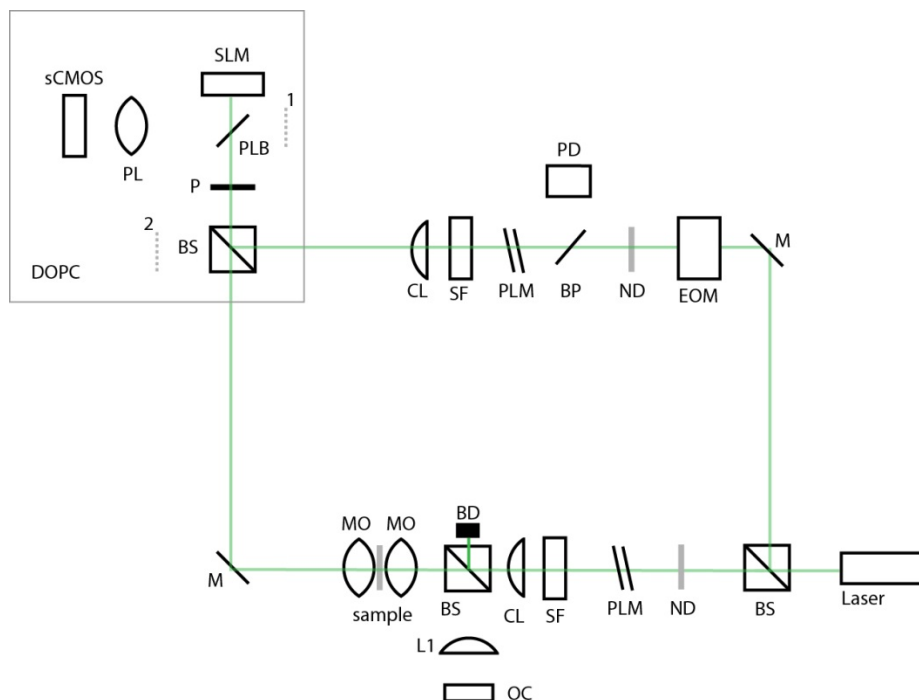 SLM
sCMOS
1
PLB
PL
P
2
BS
DOPC
PD
M
CL
SF
PLM
BP
ND
EOM
MO
MO
BD
M
sample
BS
CL
SF
PLM
ND
BS
Laser
L1
OC